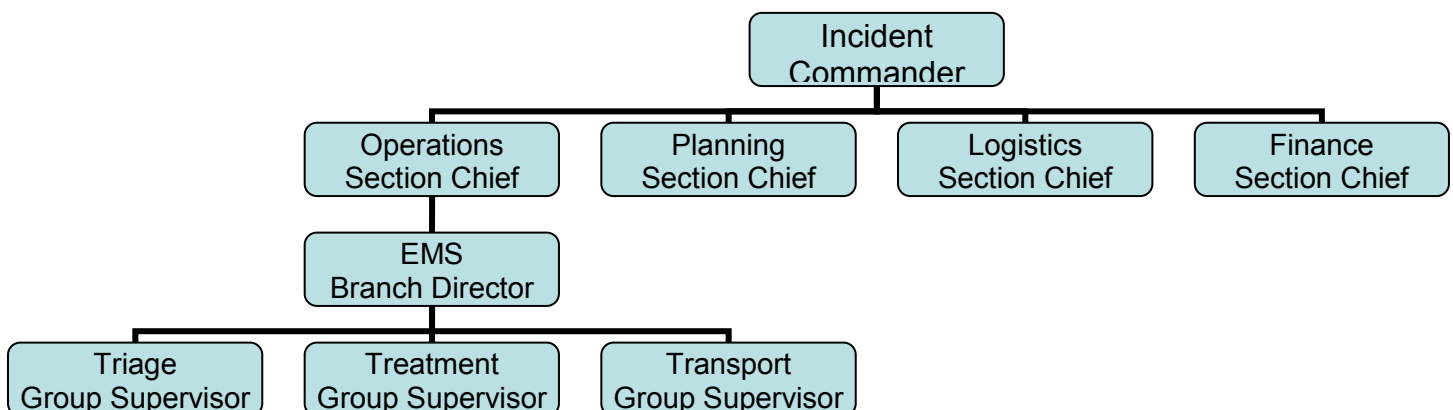 Incident
Commander
Operations
Section Chief
Planning
Section Chief
Logistics
Section Chief
Finance
Section Chief
EMS
Branch Director
Triage
Group Supervisor
Treatment
Group Supervisor
Transport
Group Supervisor